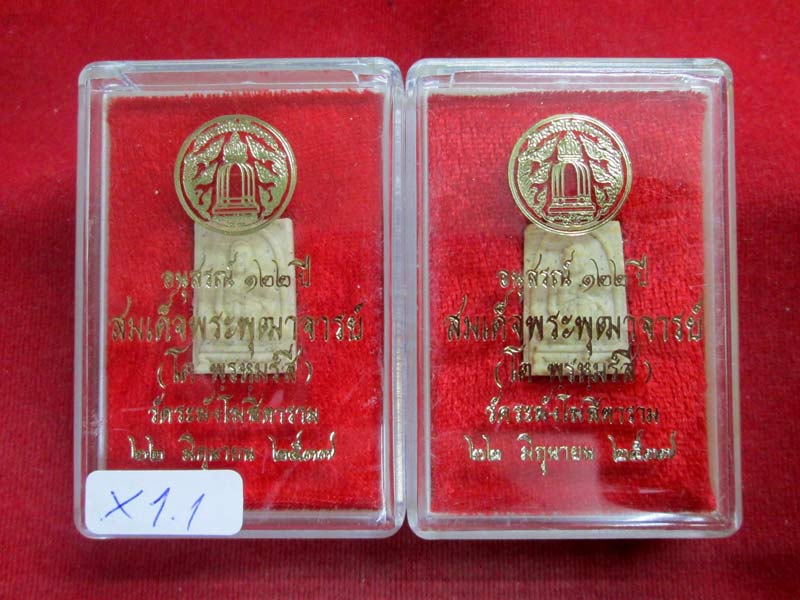 อนุสรณ์ ๑๒๒ ปี
สมเด็จพระพุฒาจารย์
(โต พรหมรังสี)
วัดระฆังโฆสิตาราม
๒๒ มิถุนายน ๒๕๓๗
อนุสรณ์ ๑๒๒ ปี
สมเด็จพระพุฒาจารย์
(โต พรหมรังสี)
วัดระฆังโฆสิตาราม
๒๒ มิถุนายน ๒๕๓๗
X1.1